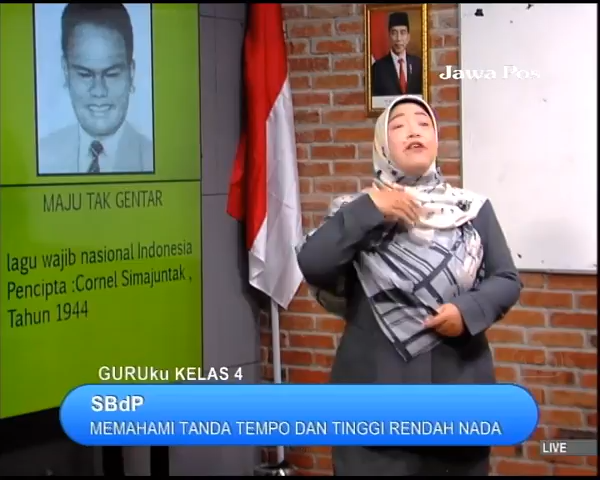 Jawa Pos
MAJU TAK GENTAR
lagu wajib nasional Indonesia
Pencipta :Cornel Simajuntak ,
Tahun 1944
GURUku KELAS 4
SBdP
MEMAHAMI TANDA TEMPO DAN TINGGI RENDAH NADA
LIVE